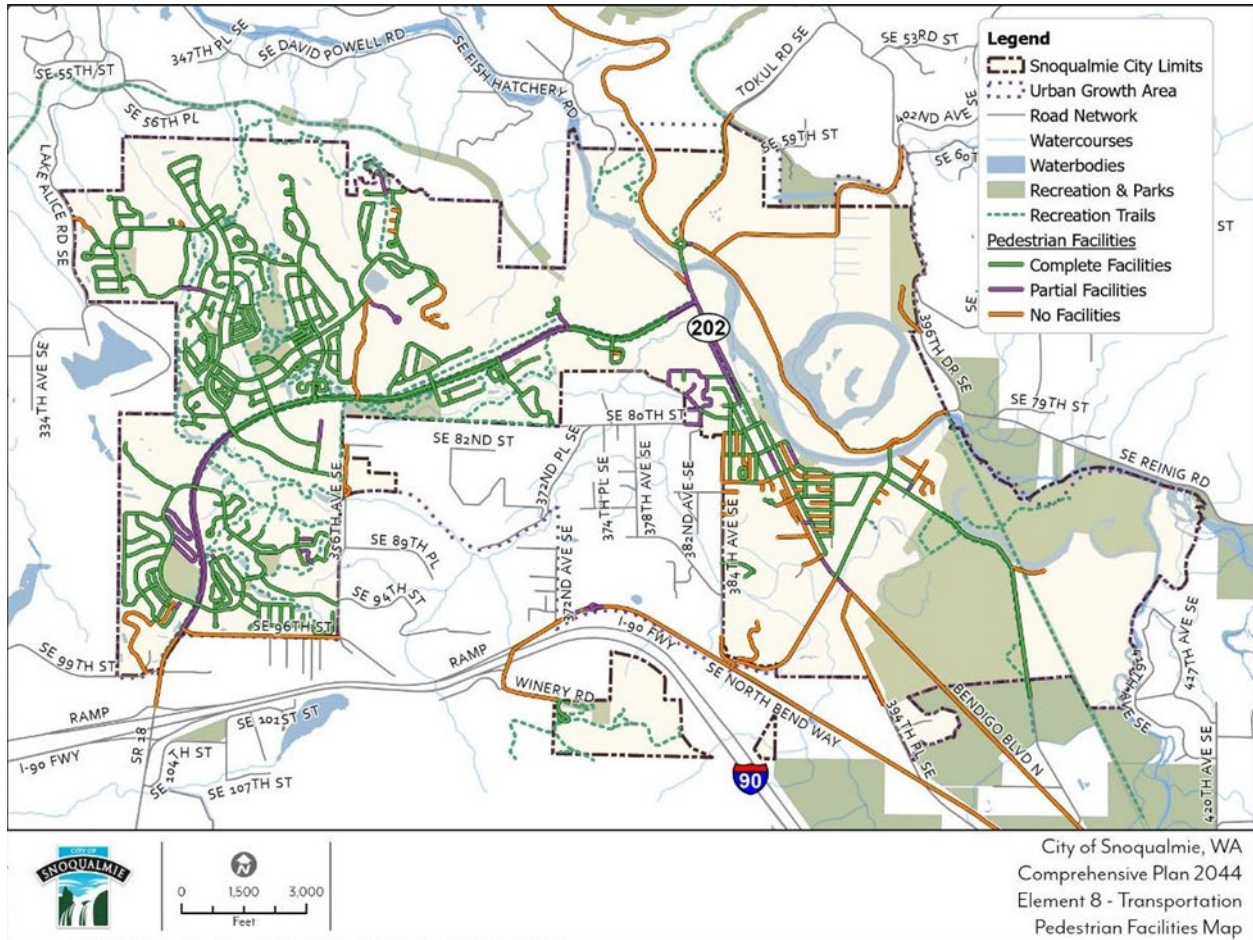 347TH PL SE
SE DAVID POWELL RD
SE FISH HATCHERY RD
SE 55TH ST
SE 56TH PL
LAKE ALICE RD SE
TOKUL RD SE
SE 53RD ST
402ND AVE SE
SE 59TH ST
SE 60TH
ST
SE
Legend
Snoqualmie City Limits
Urban Growth Area
Road Network
Watercourses
Waterbodies
Recreation & Parks
Recreation Trails
Pedestrian Facilities
Complete Facilities
Partial Facilities
No Facilities
202
334TH AVE SE
396TH DR SE
SE 79TH ST
SE 80TH ST
SE 82ND ST
372ND PL SE
374TH PL SE
378TH AVE SE
382ND AVE SE
384TH AVE SE
SE REINIG RD
356TH AVE SE
SE 89TH PL
SE 94TH ST
372ND AVE SE
SE 96TH ST
SE 99TH ST
RAMP
I-90 FWY
SE NORTH BEND WAY
WINERY RD
394TH PL SE
BENDIGO BLVD N
427TH AVE SE
420TH AVE SE
RAMP
I-90 FWY
SR 18
SE 102ST ST
SE 104TH ST
SE 107TH ST
90
CITY OF
SNOQUALMIE
N
0 1,500 3,000
Feet
City of Snoqualmie, WA
Comprehensive Plan 2044
Element 8 - Transportation
Pedestrian Facilities Map